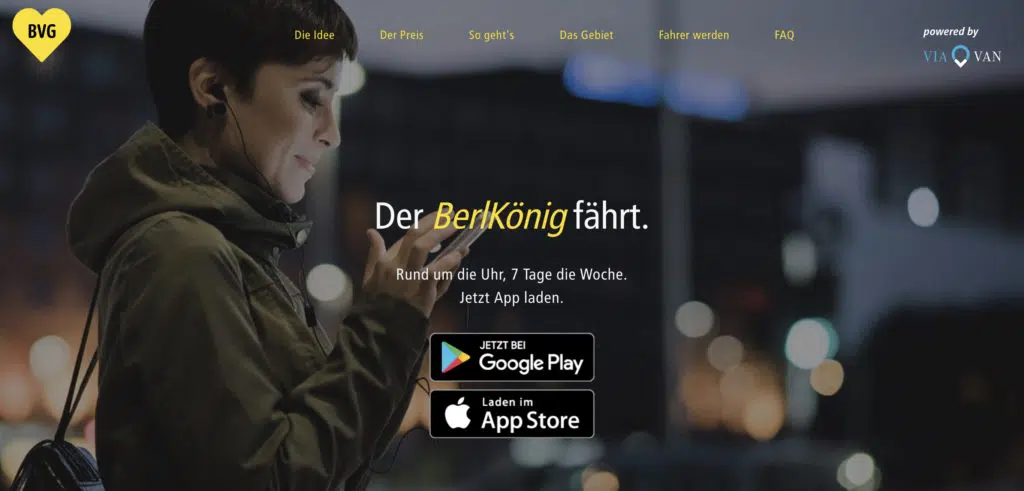 BVG
Die Idee
Der Preis
So geht's
Das Gebiet
Fahrer werden
FAQ
powered by
VIA VAN
Der BerlKönig fährt.
Rund um die Uhr, 7 Tage die Woche.
Jetzt App laden.
JETZT BEI
Google Play
Laden im
App Store